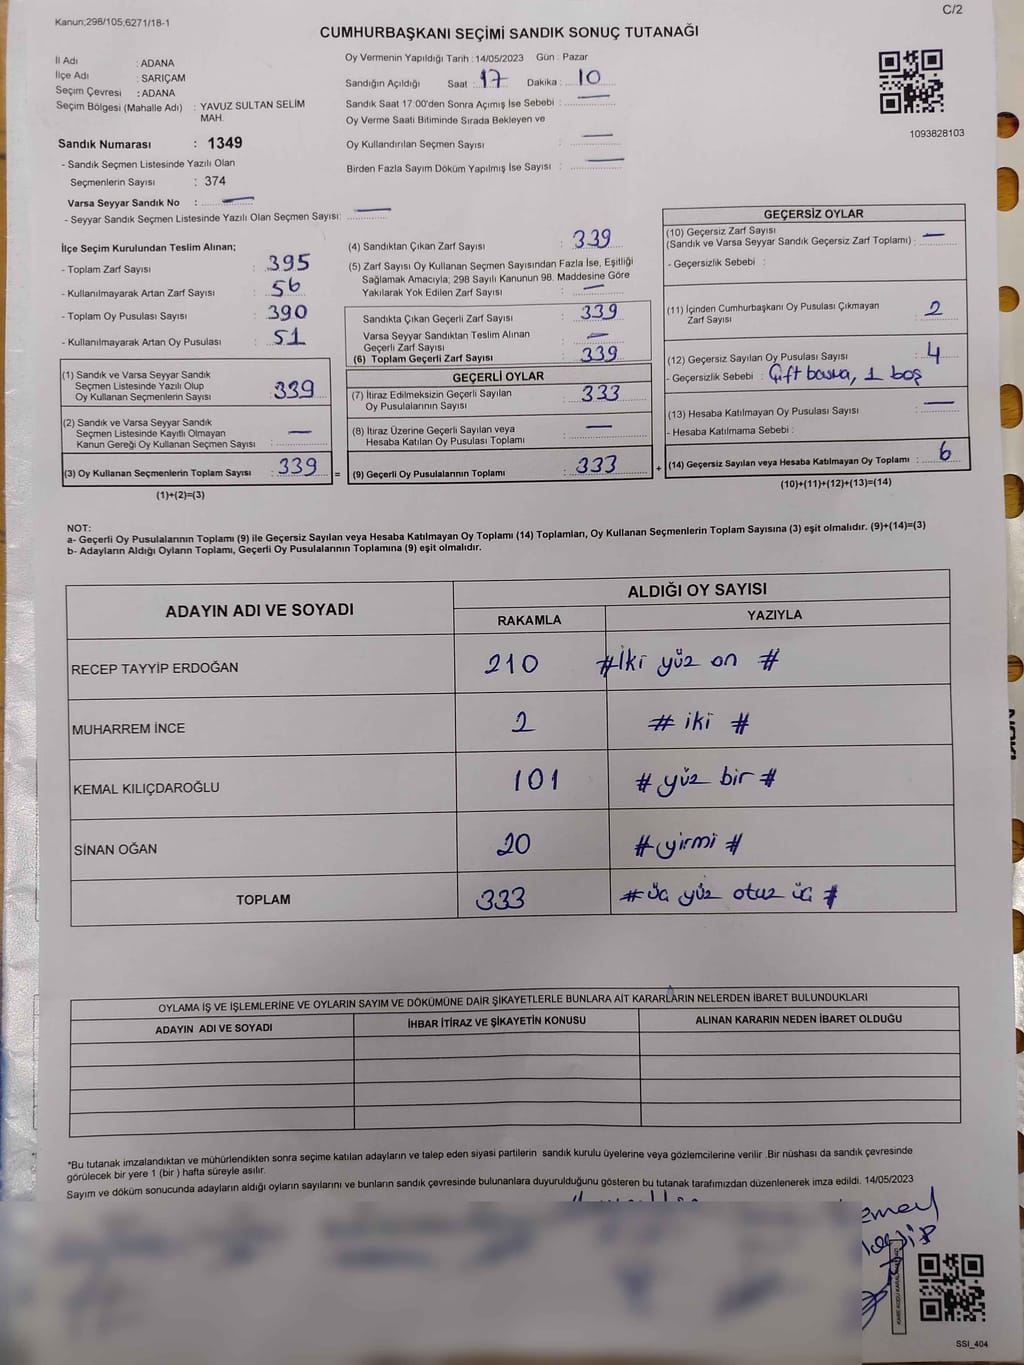 Kanun;298/105;6271/18-1
C/2
CUMHURBAŞKANI SEÇİMİ SANDIK SONUÇ TUTANAĞI
İl Adı : ADANA
İlçe Adı : SARIÇAM
Seçim Çevresi : ADANA
Seçim Bölgesi (Mahalle Adı) : YAVUZ SULTAN SELİM
MAH.
Sandık Numarası : 1349
- Sandık Seçmen Listesinde Yazılı Olan
Seçmenlerin Sayısı : 374
Varsa Seyyar Sandık No : —
- Seyyar Sandık Seçmen Listesinde Yazılı Olan Seçmen Sayısı: —
Oy Vermenin Yapıldığı Tarih : 14/05/2023 Gün : Pazar
Sandığın Açıldığı Saat : 17 Dakika : 10
Sandık Saat 17:00'den Sonra Açımış İse Sebebi : —
Oy Verme Saati Bitiminde Sırada Bekleyen ve
Oy Kullandırılan Seçmen Sayısı : —
Birden Fazla Sayım Döküm Yapılmış İse Sayısı : —
1093828103
İlçe Seçim Kurulundan Teslim Alınan;
- Toplam Zarf Sayısı : 395
- Kullanılmayarak Artan Zarf Sayısı : 56
- Toplam Oy Pusulası Sayısı : 390
- Kullanılmayarak Artan Oy Pusulası : 51
(1) Sandık ve Varsa Seyyar Sandık
Seçmen Listesinde Yazılı Olup
Oy Kullanan Seçmenlerin Sayısı : 339
(2) Sandık ve Varsa Seyyar Sandık
Seçmen Listesinde Kayıtlı Olmayan
Kanun Gereği Oy Kullanan Seçmen Sayısı : —
(3) Oy Kullanan Seçmenlerin Toplam Sayısı : 339 =
(1)+(2)=(3)
(4) Sandıktan Çıkan Zarf Sayısı : 339
(5) Zarf Sayısı Oy Kullanan Seçmen Sayısından Fazla İse, Eşitliği
Sağlamak Amacıyla; 298 Sayılı Kanunun 98. Maddesine Göre
Yakılarak Yok Edilen Zarf Sayısı : —
Sandıkta Çıkan Geçerli Zarf Sayısı : 339
Varsa Seyyar Sandıktan Teslim Alınan
Geçerli Zarf Sayısı : —
(6) Toplam Geçerli Zarf Sayısı : 339
GEÇERLİ OYLAR
(7) İtiraz Edilmeksizin Geçerli Sayılan
Oy Pusulalarının Sayısı : 333
(8) İtiraz Üzerine Geçerli Sayılan veya
Hesaba Katılan Oy Pusulası Toplamı : —
(9) Geçerli Oy Pusulalarının Toplamı : 333 +
GEÇERSİZ OYLAR
(10) Geçersiz Zarf Sayısı
(Sandık ve Varsa Seyyar Sandık Geçersiz Zarf Toplamı) : —
- Geçersizlik Sebebi :
(11) İçinden Cumhurbaşkanı Oy Pusulası Çıkmayan
Zarf Sayısı : 2
(12) Geçersiz Sayılan Oy Pusulası Sayısı : 4
- Geçersizlik Sebebi : Çift basma, 1 boş
(13) Hesaba Katılmayan Oy Pusulası Sayısı : —
- Hesaba Katılmama Sebebi :
(14) Geçersiz Sayılan veya Hesaba Katılmayan Oy Toplamı : 6
(10)+(11)+(12)+(13)=(14)
NOT:
a- Geçerli Oy Pusulalarının Toplamı (9) ile Geçersiz Sayılan veya Hesaba Katılmayan Oy Toplamı (14) Toplamları, Oy Kullanan Seçmenlerin Toplam Sayısına (3) eşit olmalıdır. (9)+(14)=(3)
b- Adayların Aldığı Oyların Toplamı, Geçerli Oy Pusulalarının Toplamına (9) eşit olmalıdır.
ADAYIN ADI VE SOYADI
ALDIĞI OY SAYISI
RAKAMLA YAZIYLA
RECEP TAYYİP ERDOĞAN 210 #İki yüz on #
MUHARREM İNCE 2 # iki #
KEMAL KILIÇDAROĞLU 101 # yüz bir #
SİNAN OĞAN 20 # yirmi #
TOPLAM 333 # üç yüz otuz üç #
OYLAMA İŞ VE İŞLEMLERİNE VE OYLARIN SAYIM VE DÖKÜMÜNE DAİR ŞİKAYETLERLE BUNLARA AİT KARARLARIN NELERDEN İBARET BULUNDUKLARI
ADAYIN ADI VE SOYADI İHBAR İTİRAZ VE ŞİKAYETİN KONUSU ALINAN KARARIN NEDEN İBARET OLDUĞU
*Bu tutanak imzalandıktan ve mühürlendikten sonra seçime katılan adayların ve talep eden siyasi partilerin sandık kurulu üyelerine veya gözlemcilerine verilir .Bir nüshası da sandık çevresinde
görülecek bir yere 1 (bir ) hafta süreyle asılır.
Sayım ve döküm sonucunda adayların aldığı oyların sayılarını ve bunların sandık çevresinde bulunanlara duyurulduğunu gösteren bu tutanak tarafımızdan düzenlenerek imza edildi. 14/05/2023
SSI_404